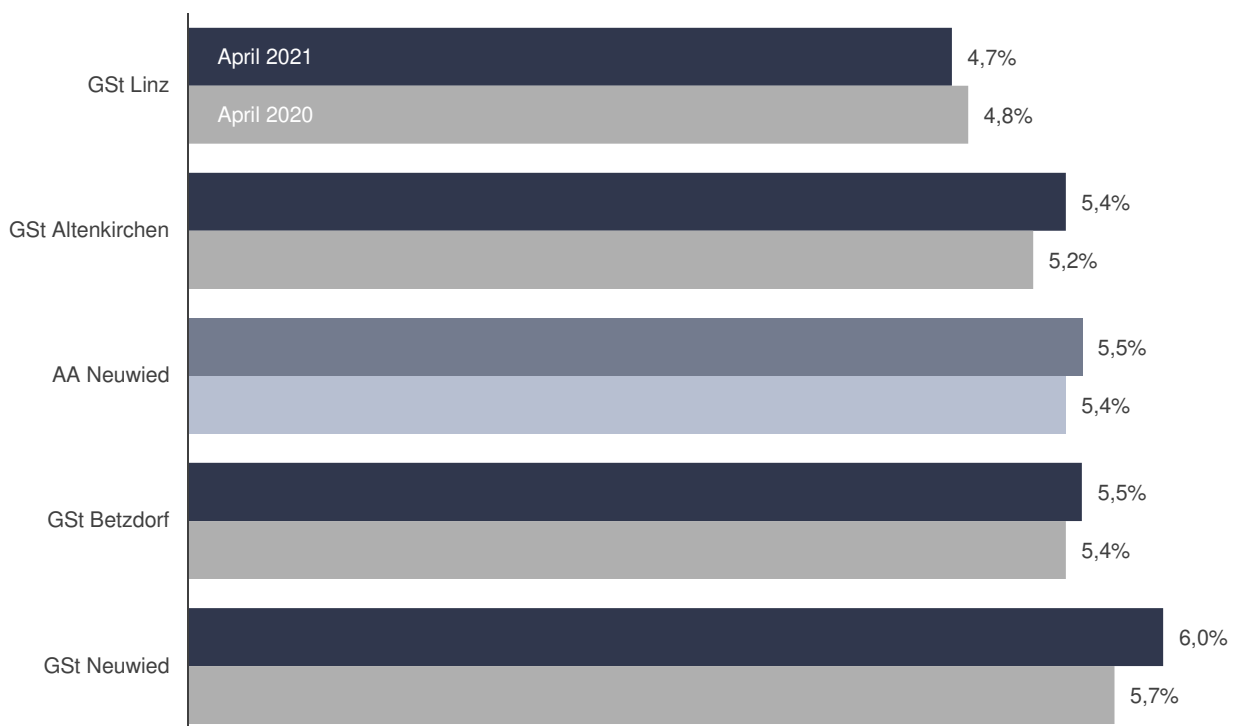 April 2021
4,7%
GSt Linz
April 2020
4,8%
5,4%
GSt Altenkirchen
5,2%
5,5%
AA Neuwied
5,4%
5,5%
GSt Betzdorf
5,4%
6,0%
GSt Neuwied
5,7%